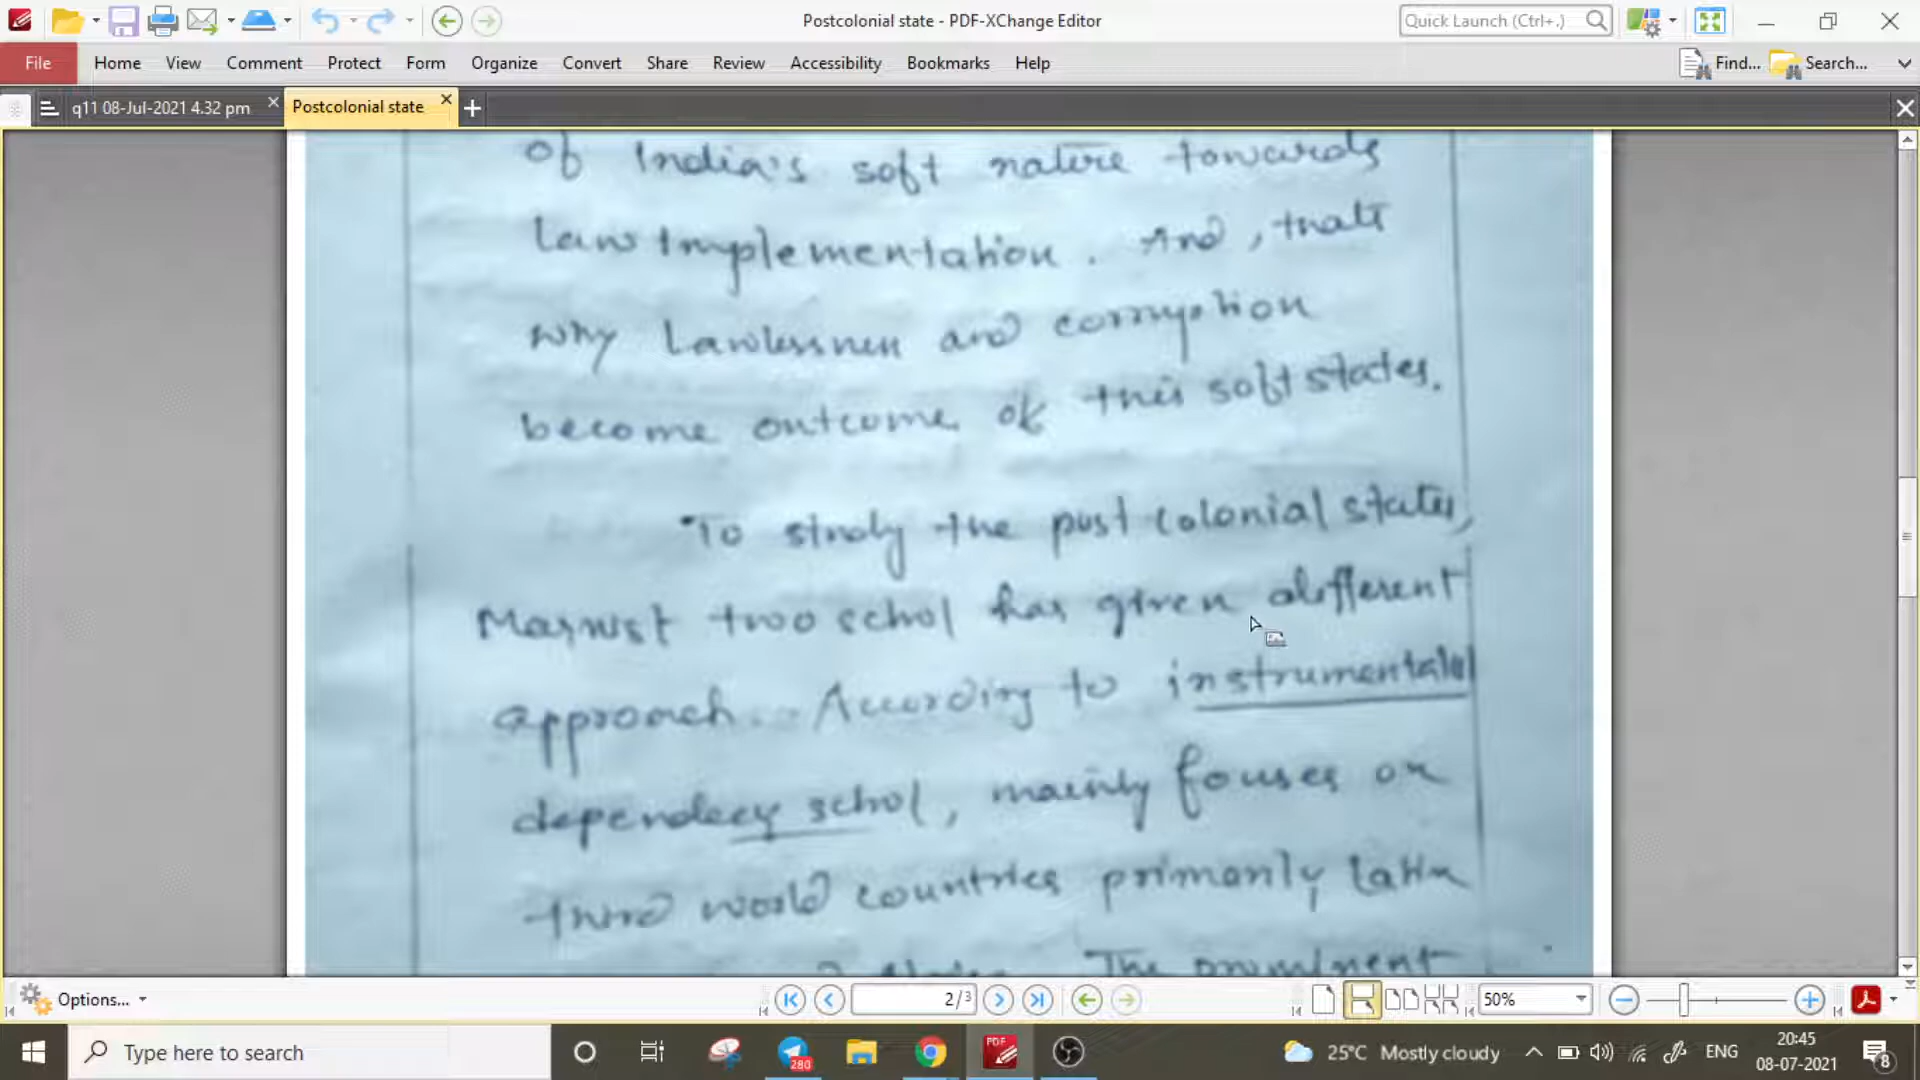 Postcolonial state - PDF-XChange Editor
Quick Launch (Ctrl+.)
File Home View Comment Protect Form Organize Convert Share Review Accessibility Bookmarks Help
Find... Search...
q11 08-Jul-2021 4.32 pm
Postcolonial state
of India's soft nature towards
law implementation. And, that
why Lawlessness and corruption
become outcome of this soft states.
To study the post colonial states,
Marxist two schol has given different
approach. According to instrumentalist
dependecy schol, mainly fouses on
third world countries primarily latin
The prominent
Options...
2/3
50%
Type here to search
PDF
280
25°C Mostly cloudy
ENG
20:45
08-07-2021
8